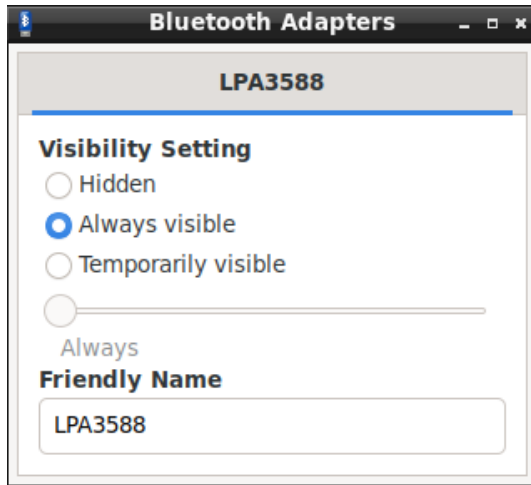 Bluetooth Adapters
LPA3588
Visibility Setting
Hidden
Always visible
Temporarily visible
Always
Friendly Name
LPA3588